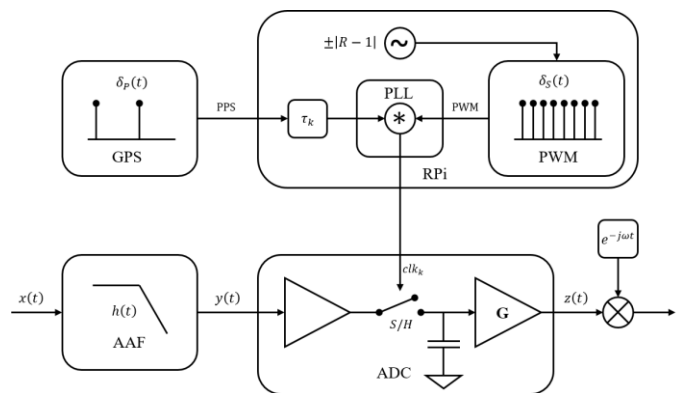 ±|R − 1|
~
δ_P(t)
GPS
PPS
τ_k
PLL
*
PWM
δ_S(t)
PWM
RPi
x(t)
h(t)
AAF
y(t)
clk_k
S/H
G
ADC
z(t)
e^{−jωt}